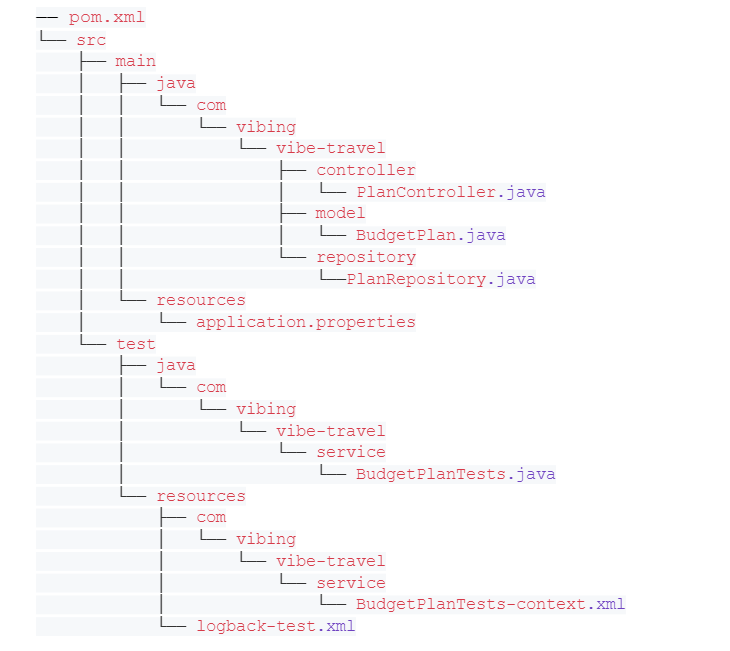 ── pom.xml
└── src
    ├── main
    │   ├── java
    │   │   └── com
    │   │       └── vibing
    │   │           └── vibe-travel
    │   │               ├── controller
    │   │               │   └── PlanController.java
    │   │               ├── model
    │   │               │   └── BudgetPlan.java
    │   │               └── repository
    │   │                   └──PlanRepository.java
    │   └── resources
    │       └── application.properties
    └── test
        ├── java
        │   └── com
        │       └── vibing
        │           └── vibe-travel
        │               └── service
        │                   └── BudgetPlanTests.java
        └── resources
            ├── com
            │   └── vibing
            │       └── vibe-travel
            │           └── service
            │               └── BudgetPlanTests-context.xml
            └── logback-test.xml